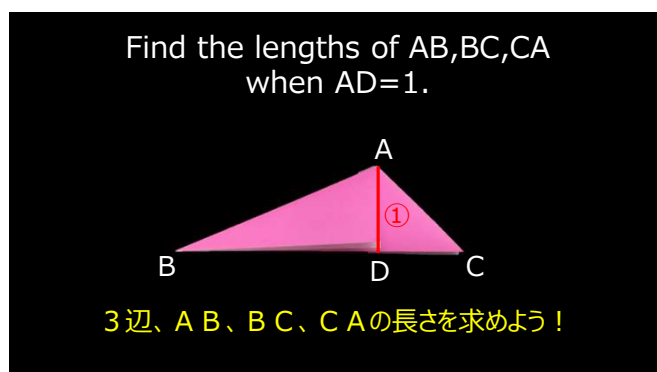 Find the lengths of AB,BC,CA
when AD=1.
A
①
B
D
C
3辺、AB、BC、CAの長さを求めよう！